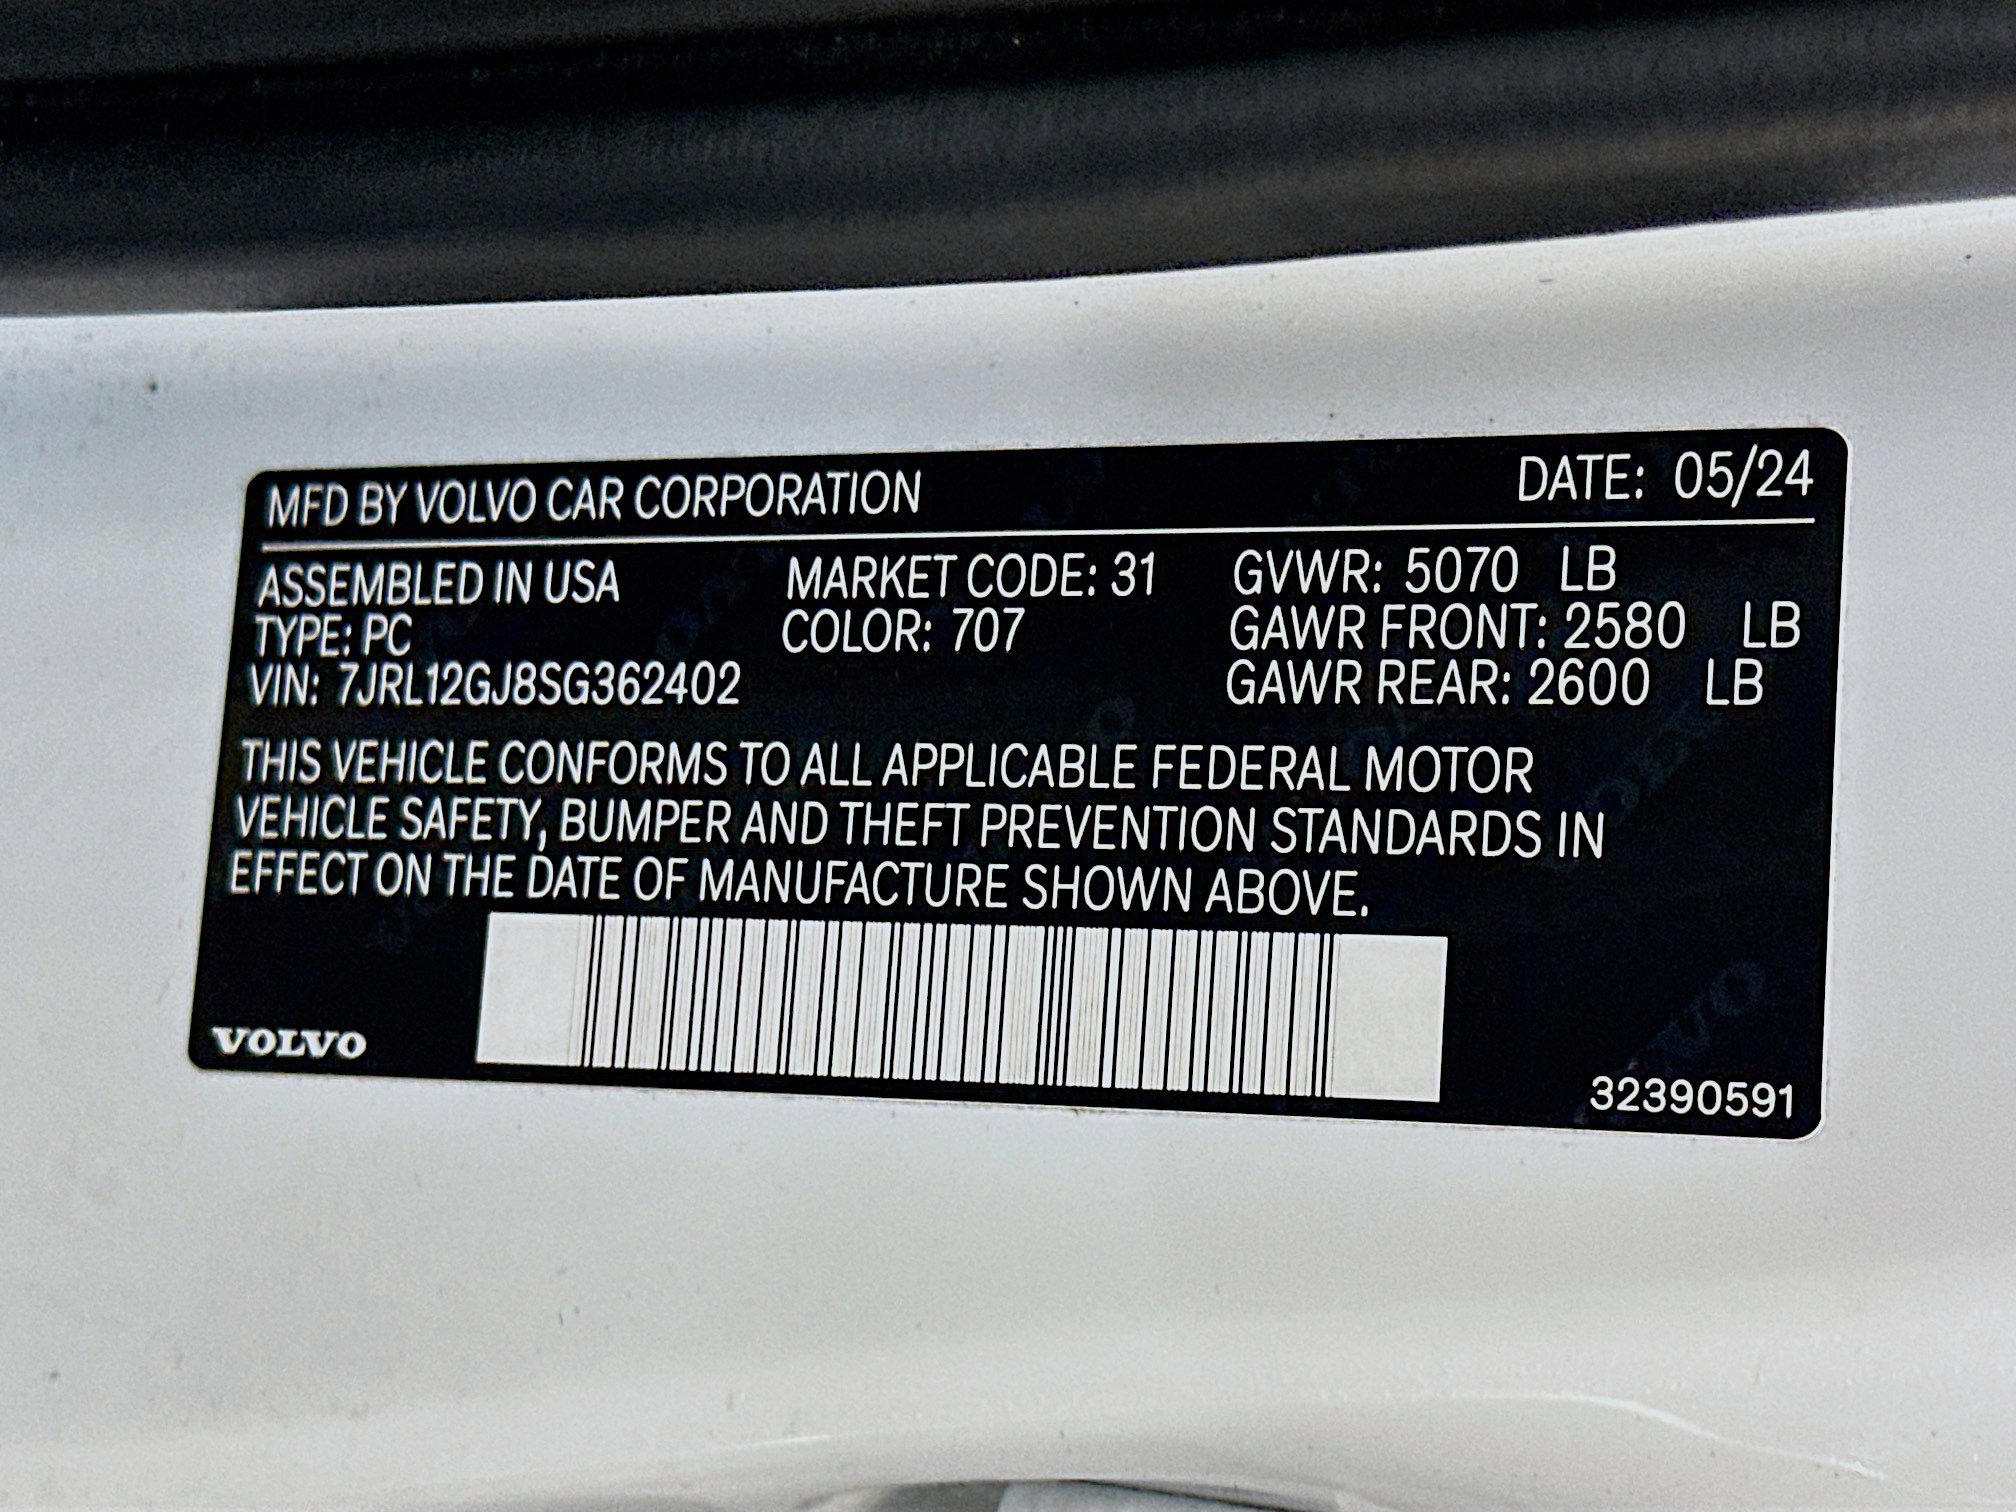 MFD BY VOLVO CAR CORPORATION DATE: 05/24
ASSEMBLED IN USA MARKET CODE: 31 GVWR: 5070 LB
TYPE: PC COLOR: 707 GAWR FRONT: 2580 LB
VIN: 7JRL12GJ8SG362402 GAWR REAR: 2600 LB
THIS VEHICLE CONFORMS TO ALL APPLICABLE FEDERAL MOTOR
VEHICLE SAFETY, BUMPER AND THEFT PREVENTION STANDARDS IN
EFFECT ON THE DATE OF MANUFACTURE SHOWN ABOVE.
VOLVO
32390591